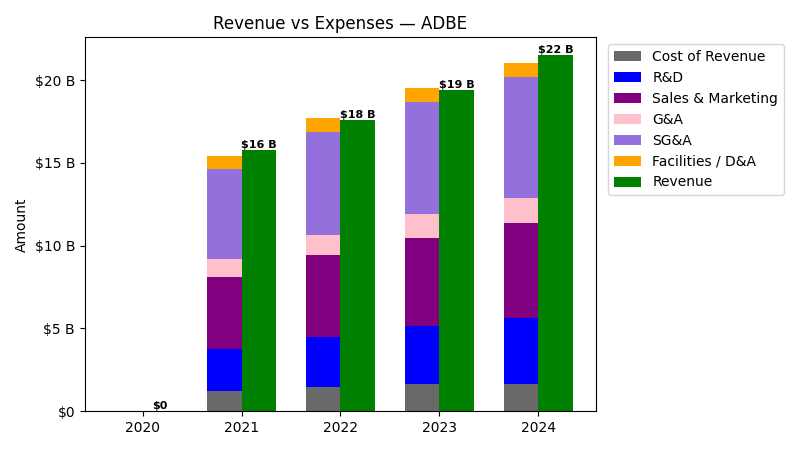 Revenue vs Expenses — ADBE
Amount
$20 B
$15 B
$10 B
$5 B
$0
$0
$16 B
$18 B
$19 B
$22 B
2020
2021
2022
2023
2024
Cost of Revenue
R&D
Sales & Marketing
G&A
SG&A
Facilities / D&A
Revenue